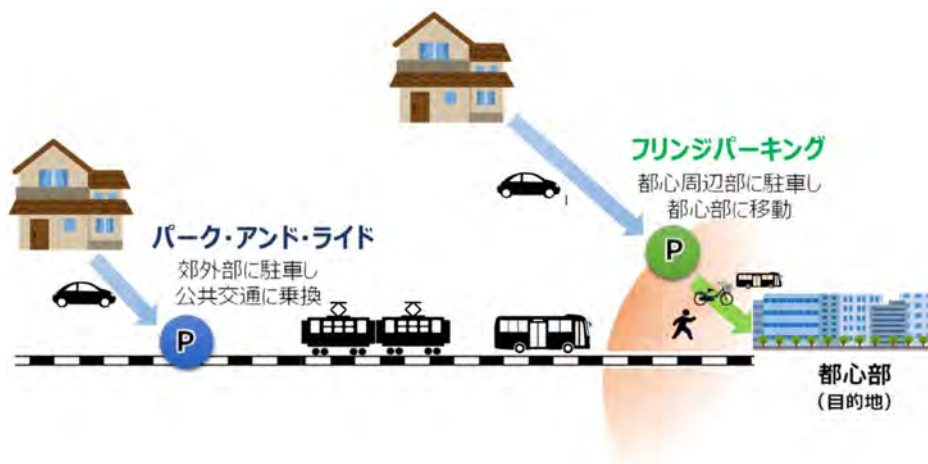 フリンジパーキング
都心周辺部に駐車し
都心部に移動
P
パーク・アンド・ライド
郊外部に駐車し
公共交通に乗換
P
都心部
(目的地)